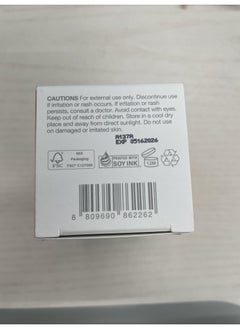 CAUTIONS For external use only. Discontinue use
if irritation or rash occurs. If irritation or rash
persists, consult a doctor. Avoid contact with eyes.
Keep out of reach of children. Store in a cool dry
place and away from direct sunlight. Do not use
on damaged or irritated skin.
A137A
EXP 05162026
FSC
MIX
Packaging
PRINTED WITH
SOY INK
12M
8 809690 862262